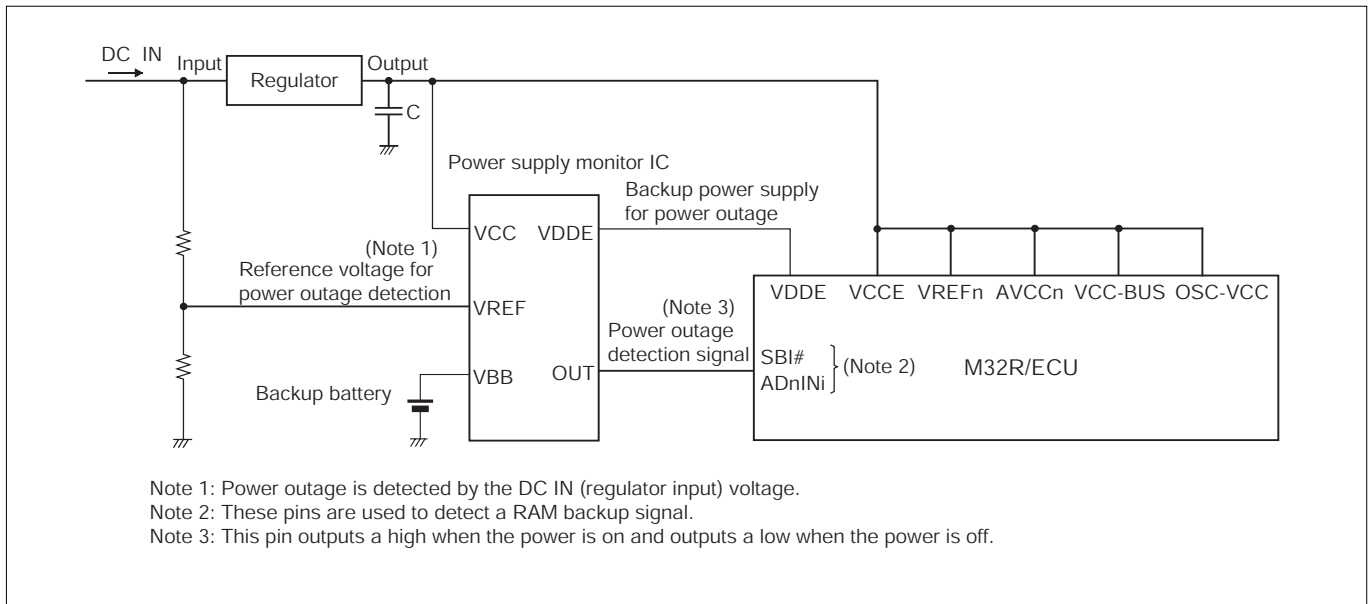 DC IN
Input
Regulator
Output
C
Power supply monitor IC
Backup power supply
for power outage
VCC
VDDE
(Note 1)
Reference voltage for
power outage detection
VREF
VDDE
VCCE
VREFn
AVCCn
VCC-BUS
OSC-VCC
(Note 3)
Power outage
detection signal
SBI#
ADnINi
(Note 2)
M32R/ECU
VBB
OUT
Backup battery
Note 1: Power outage is detected by the DC IN (regulator input) voltage.
Note 2: These pins are used to detect a RAM backup signal.
Note 3: This pin outputs a high when the power is on and outputs a low when the power is off.